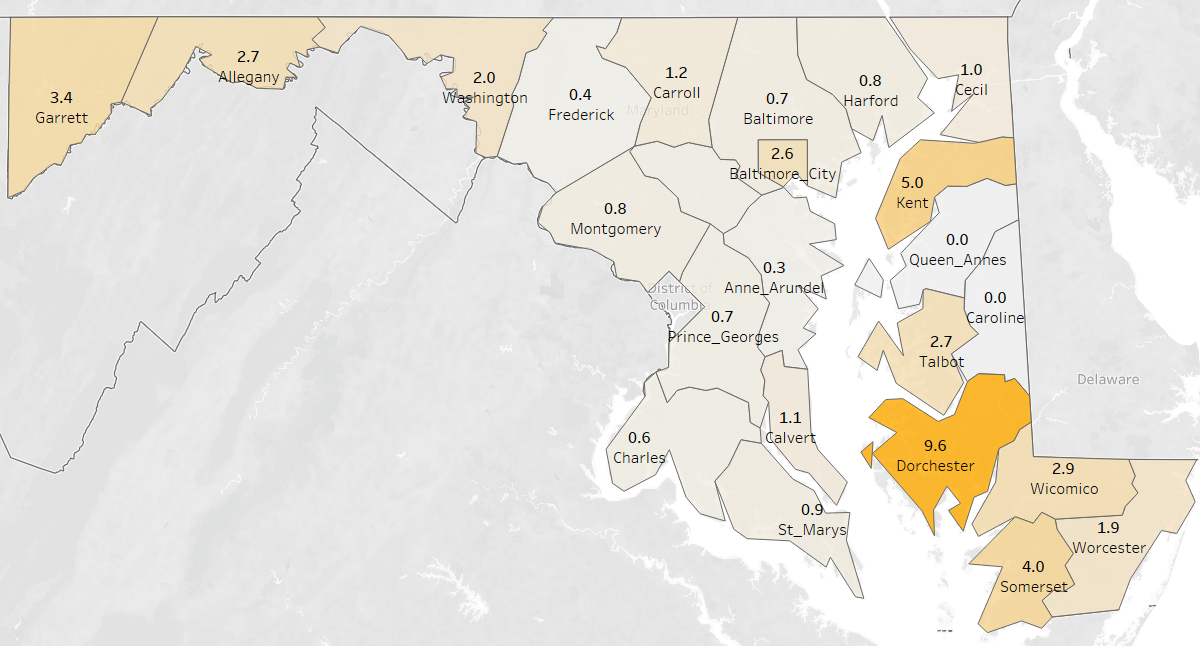 3.4
Garrett
2.7
Allegany
2.0
Washington
0.4
Frederick
1.2
Carroll
Maryland
0.7
Baltimore
2.6
Baltimore_City
0.8
Harford
1.0
Cecil
5.0
Kent
0.8
Montgomery
0.0
Queen_Annes
0.3
Anne_Arundel
District of
Columbia
0.7
Prince_Georges
0.0
Caroline
2.7
Talbot
Delaware
1.1
Calvert
0.6
Charles
9.6
Dorchester
2.9
Wicomico
0.9
St_Marys
1.9
Worcester
4.0
Somerset